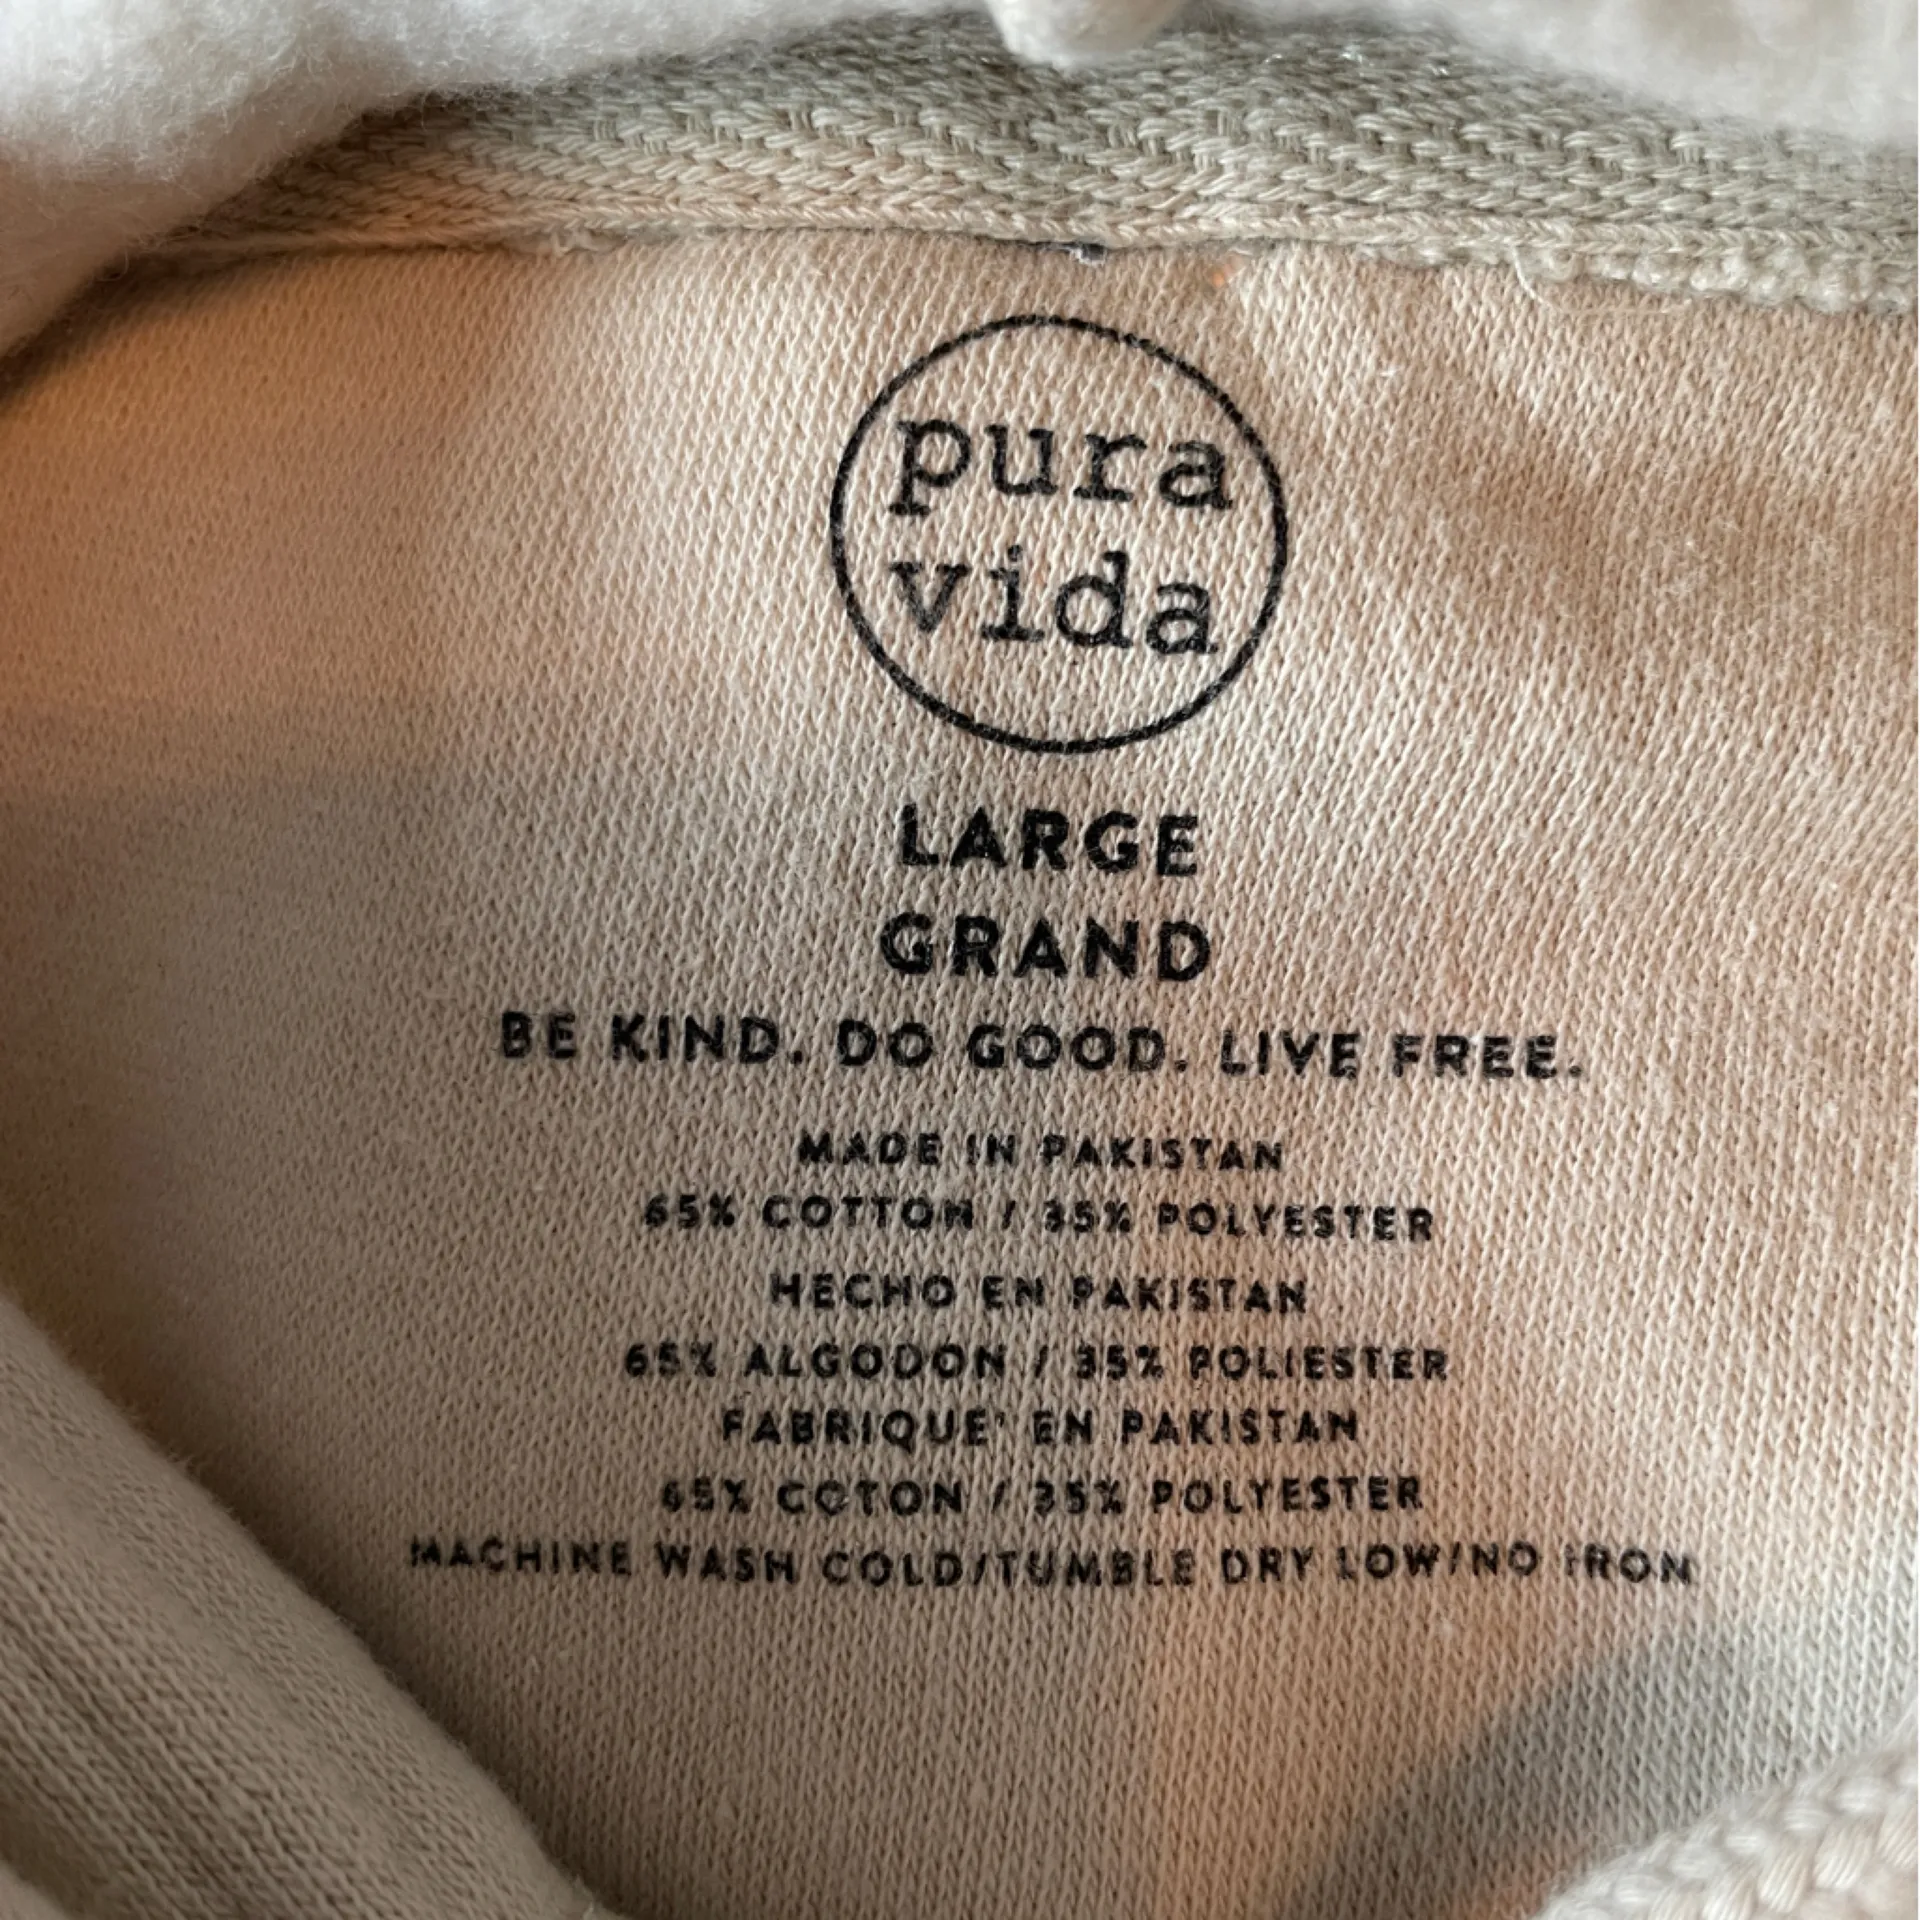 pura
vida
LARGE
GRAND
BE KIND. DO GOOD. LIVE FREE.
MADE IN PAKISTAN
65% COTTON / 35% POLYESTER
HECHO EN PAKISTAN
65% ALGODON / 35% POLIESTER
FABRIQUE' EN PAKISTAN
65% COTON / 35% POLYESTER
MACHINE WASH COLD/TUMBLE DRY LOW/NO IRON